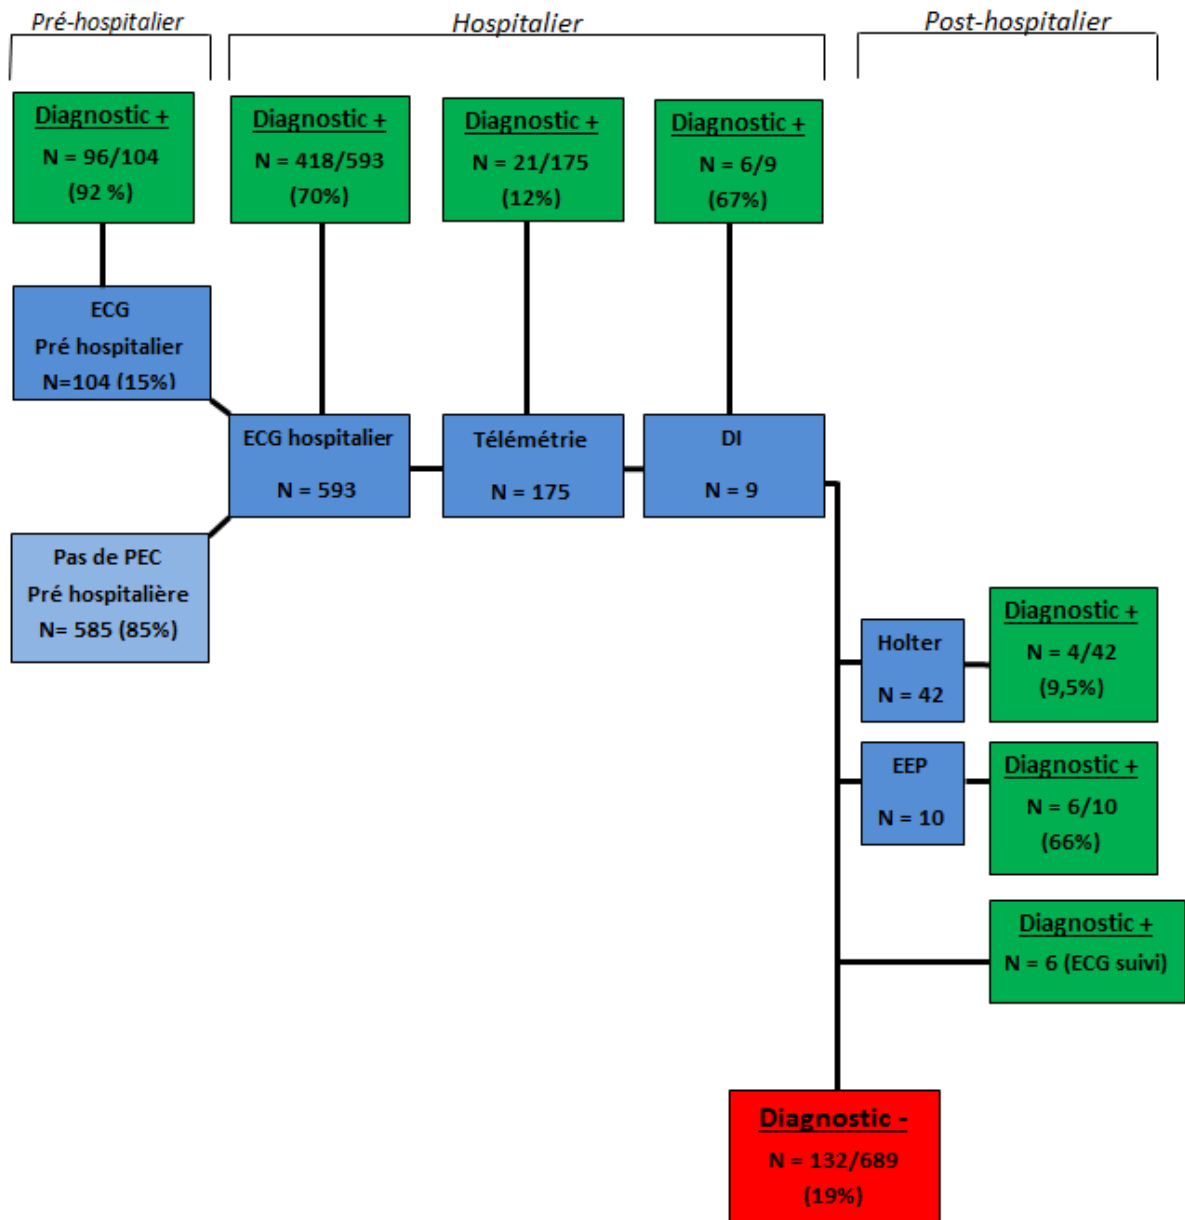 Pré-hospitalier
Hospitalier
Post-hospitalier
Diagnostic +
N = 96/104
(92 %)
Diagnostic +
N = 418/593
(70%)
Diagnostic +
N = 21/175
(12%)
Diagnostic +
N = 6/9
(67%)
ECG
Pré hospitalier
N=104 (15%)
ECG hospitalier
N = 593
Télémétrie
N = 175
DI
N = 9
Pas de PEC
Pré hospitalière
N= 585 (85%)
Holter
N = 42
Diagnostic +
N = 4/42
(9,5%)
EEP
N = 10
Diagnostic +
N = 6/10
(66%)
Diagnostic +
N = 6 (ECG suivi)
Diagnostic -
N = 132/689
(19%)